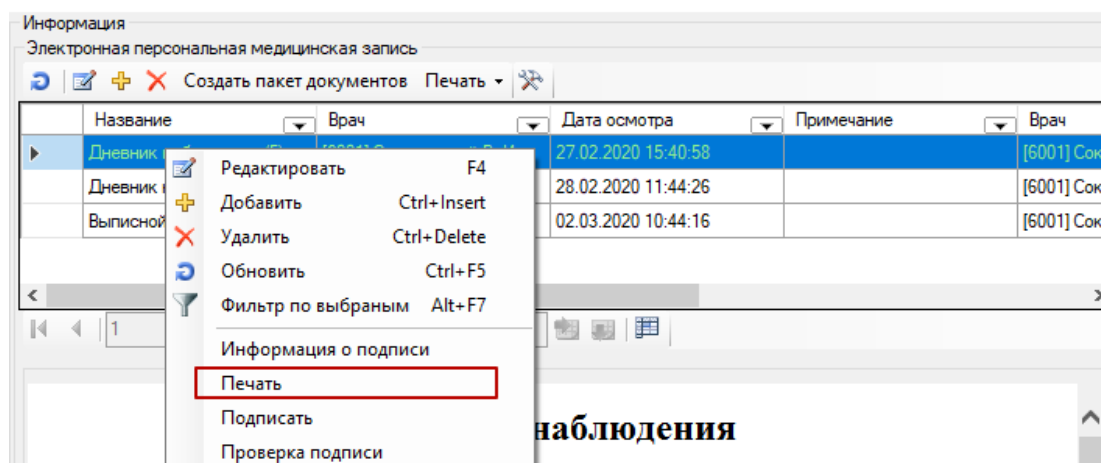 Информация
Электронная персональная медицинская запись
Создать пакет документов Печать
Название Врач Дата осмотра Примечание Врач
Дневник 27.02.2020 15:40:58 [6001] Сок
Дневник 28.02.2020 11:44:26 [6001] Сок
Выписной 02.03.2020 10:44:16 [6001] Сок
Редактировать F4
Добавить Ctrl+Insert
Удалить Ctrl+Delete
Обновить Ctrl+F5
Фильтр по выбраным Alt+F7
1
Информация о подписи
Печать
Подписать
Проверка подписи
наблюдения